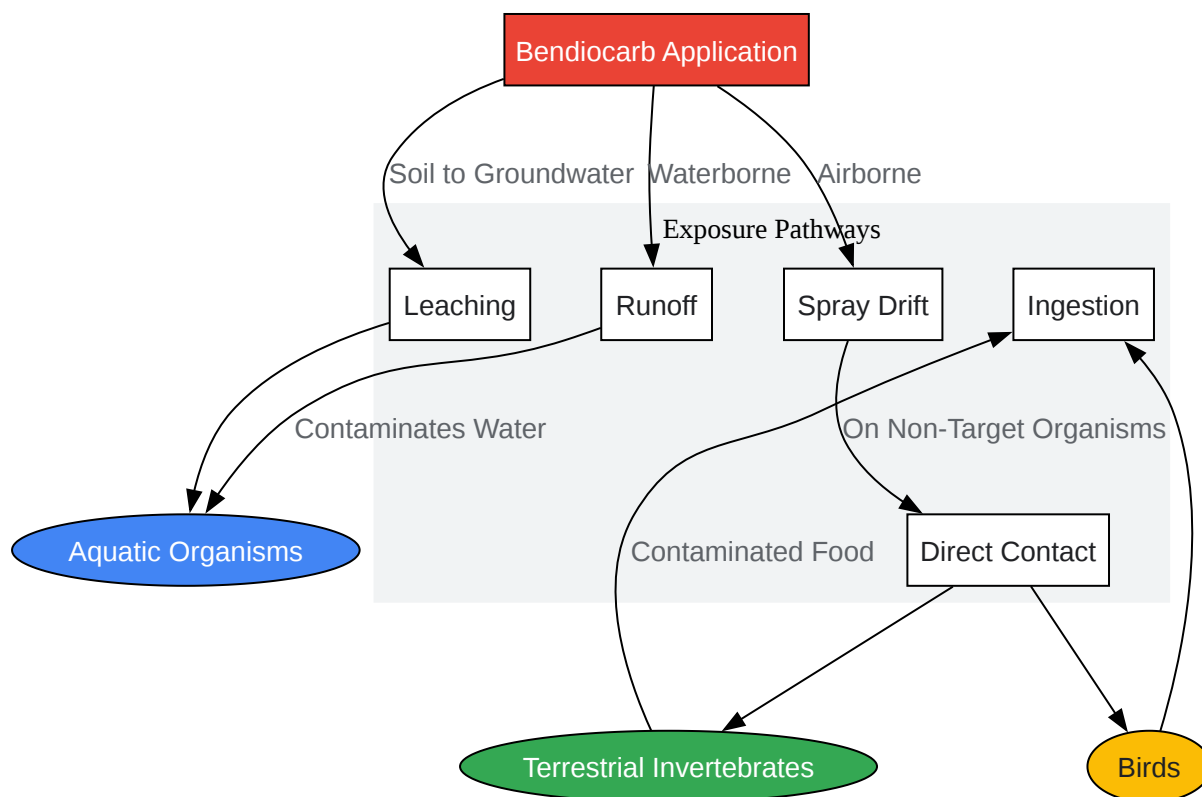 Bendiocarb Application
Soil to Groundwater
Waterborne
Airborne
Exposure Pathways
Leaching
Runoff
Spray Drift
Ingestion
Contaminates Water
On Non-Target Organisms
Aquatic Organisms
Contaminated Food
Direct Contact
Terrestrial Invertebrates
Birds